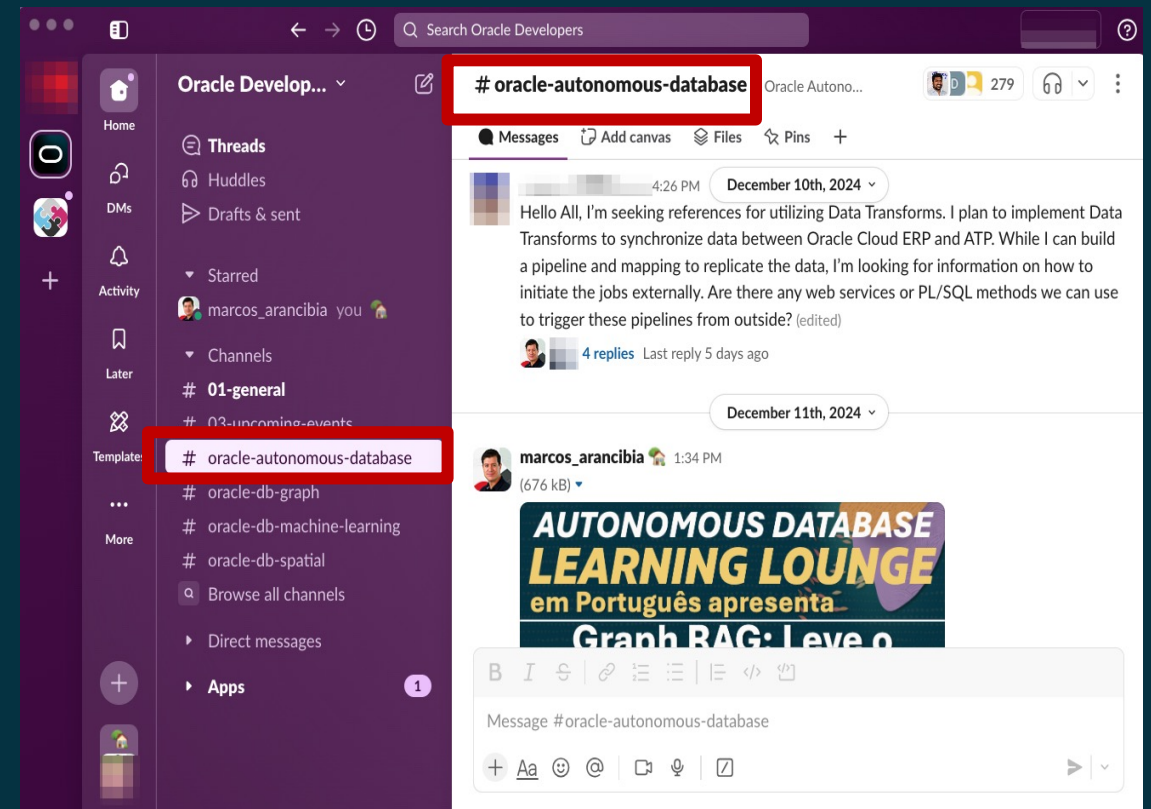 Search Oracle Developers
Home
DMs
Activity
Later
Templates
More
Oracle Develop...
Threads
Huddles
Drafts & sent
Starred
marcos_arancibia you
Channels
# 01-general
# 03-upcoming-events
# oracle-autonomous-database
# oracle-db-graph
# oracle-db-machine-learning
# oracle-db-spatial
Browse all channels
Direct messages
Apps 1
# oracle-autonomous-database Oracle Autono... 279
Messages Add canvas Files Pins +
4:26 PM December 10th, 2024
Hello All, I'm seeking references for utilizing Data Transforms. I plan to implement Data
Transforms to synchronize data between Oracle Cloud ERP and ATP. While I can build
a pipeline and mapping to replicate the data, I'm looking for information on how to
initiate the jobs externally. Are there any web services or PL/SQL methods we can use
to trigger these pipelines from outside? (edited)
4 replies Last reply 5 days ago
December 11th, 2024
marcos_arancibia 1:34 PM
(676 kB)
AUTONOMOUS DATABASE
LEARNING LOUNGE
em Português apresenta
Graph RAG: Leve o
B I S
Message #oracle-autonomous-database
+ Aa @